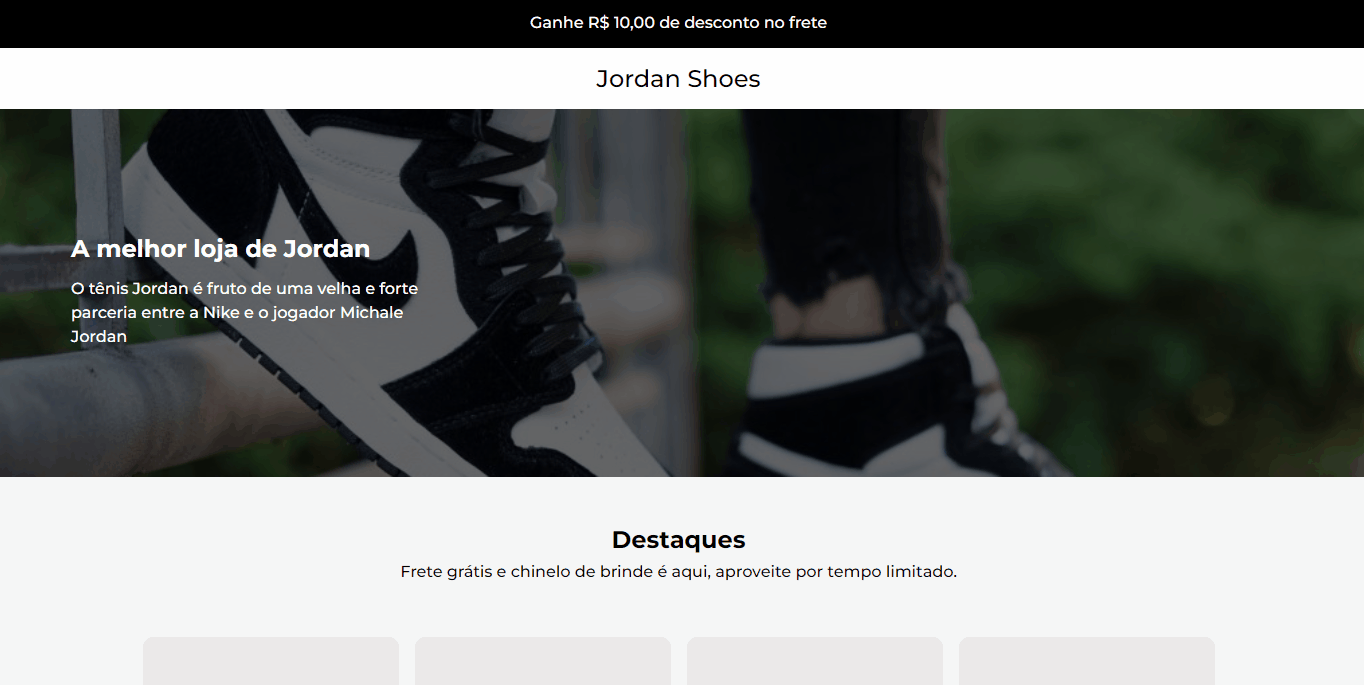 Ganhe R$ 10,00 de desconto no frete
Jordan Shoes
A melhor loja de Jordan
O tênis Jordan é fruto de uma velha e forte
parceria entre a Nike e o jogador Michale
Jordan
Destaques
Frete grátis e chinelo de brinde é aqui, aproveite por tempo limitado.